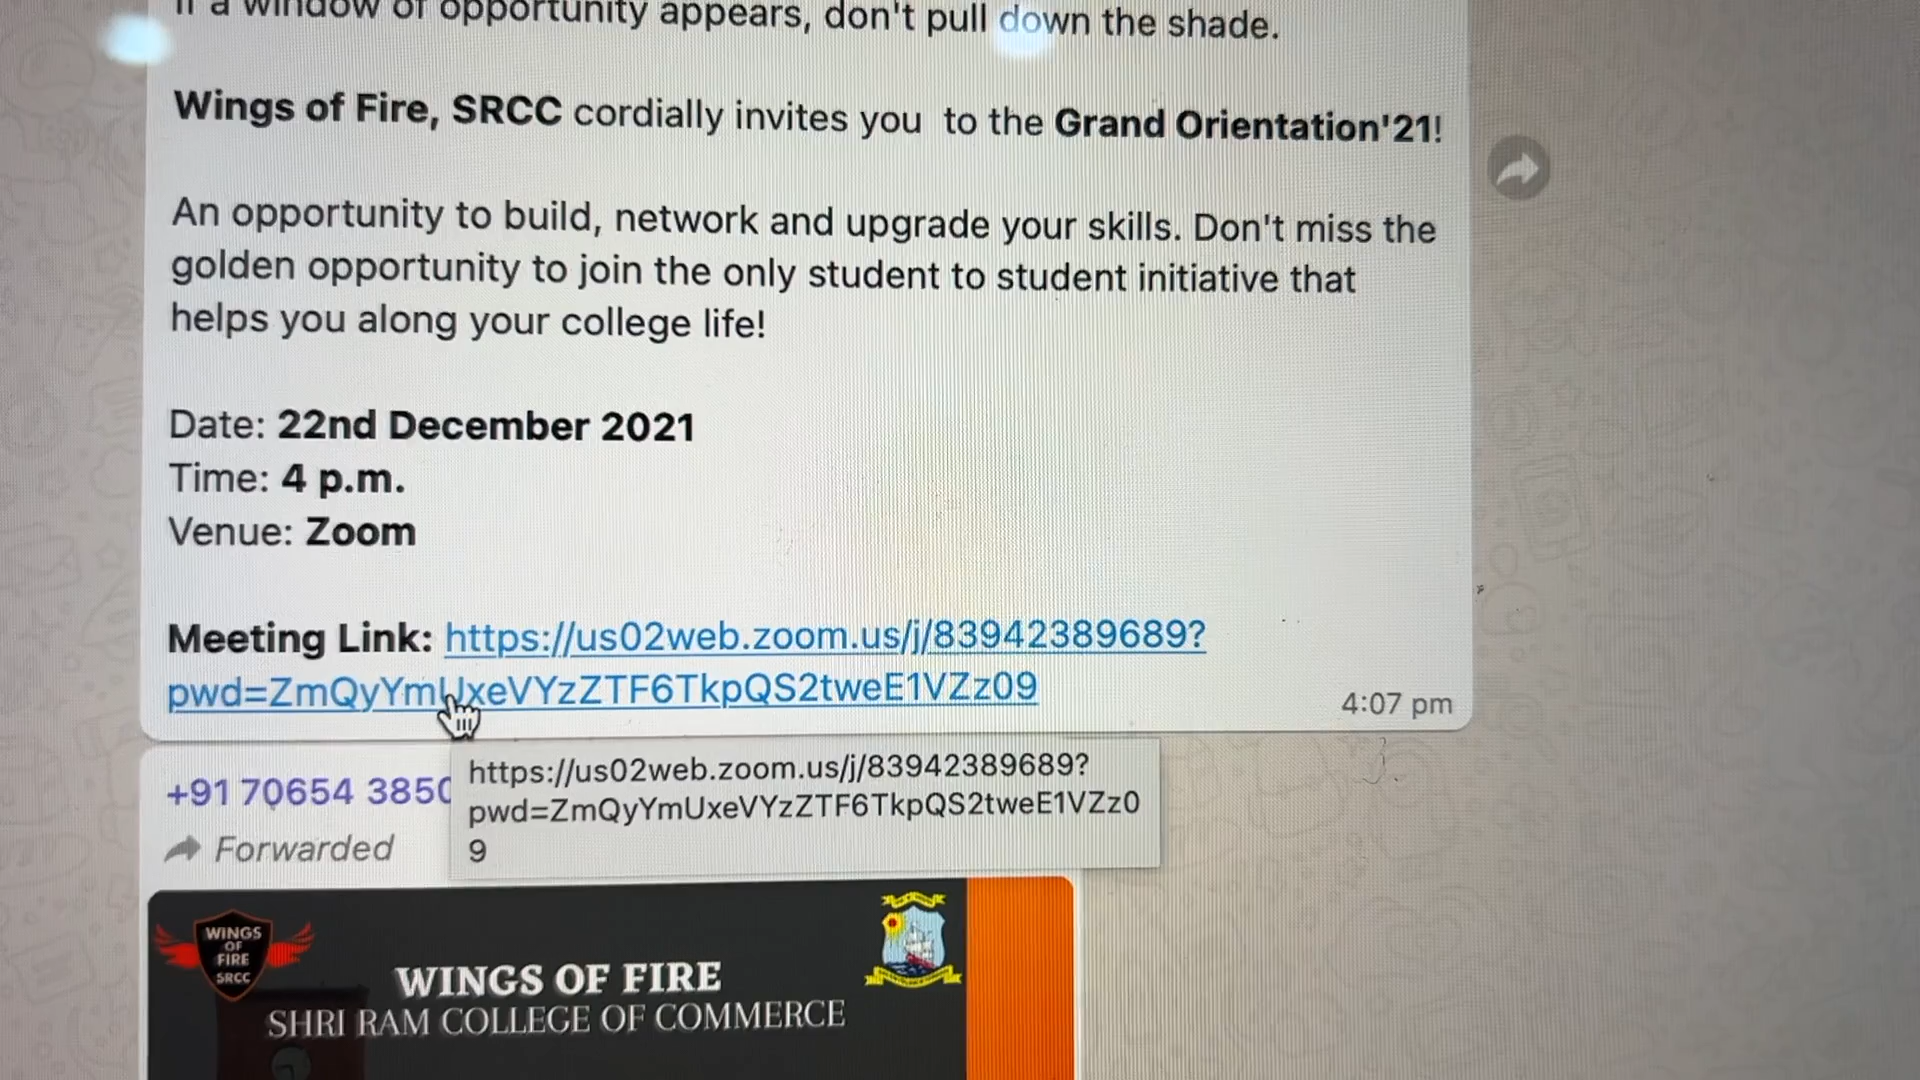 If a window of opportunity appears, don't pull down the shade.
Wings of Fire, SRCC cordially invites you to the Grand Orientation'21!
An opportunity to build, network and upgrade your skills. Don't miss the
golden opportunity to join the only student to student initiative that
helps you along your college life!
Date: 22nd December 2021
Time: 4 p.m.
Venue: Zoom
Meeting Link: https://us02web.zoom.us/j/83942389689?
pwd=ZmQyYmUxeVYzZTF6TkpQS2tweE1VZz09
4:07 pm
https://us02web.zoom.us/j/83942389689?
pwd=ZmQyYmUxeVYzZTF6TkpQS2tweE1VZz0
9
+91 70654 3850
Forwarded
WINGS
OF
FIRE
SRCC
WINGS OF FIRE
SHRI RAM COLLEGE OF COMMERCE